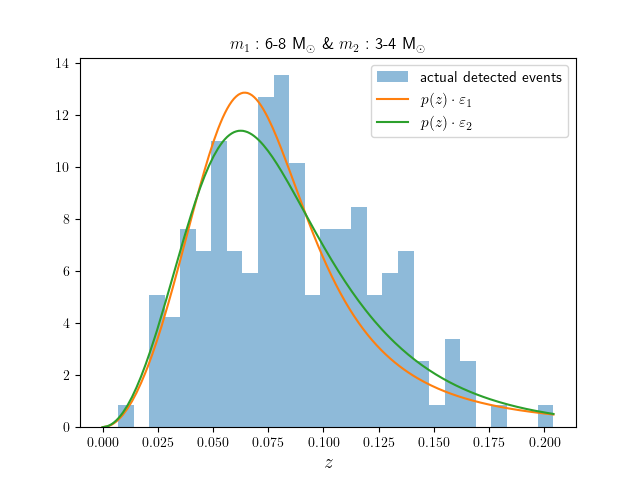 m₁ : 6-8 M⊙ & m₂ : 3-4 M⊙
14
12
10
8
6
4
2
0
actual detected events
p(z) · ε₁
p(z) · ε₂
0.000 0.025 0.050 0.075 0.100 0.125 0.150 0.175 0.200
z